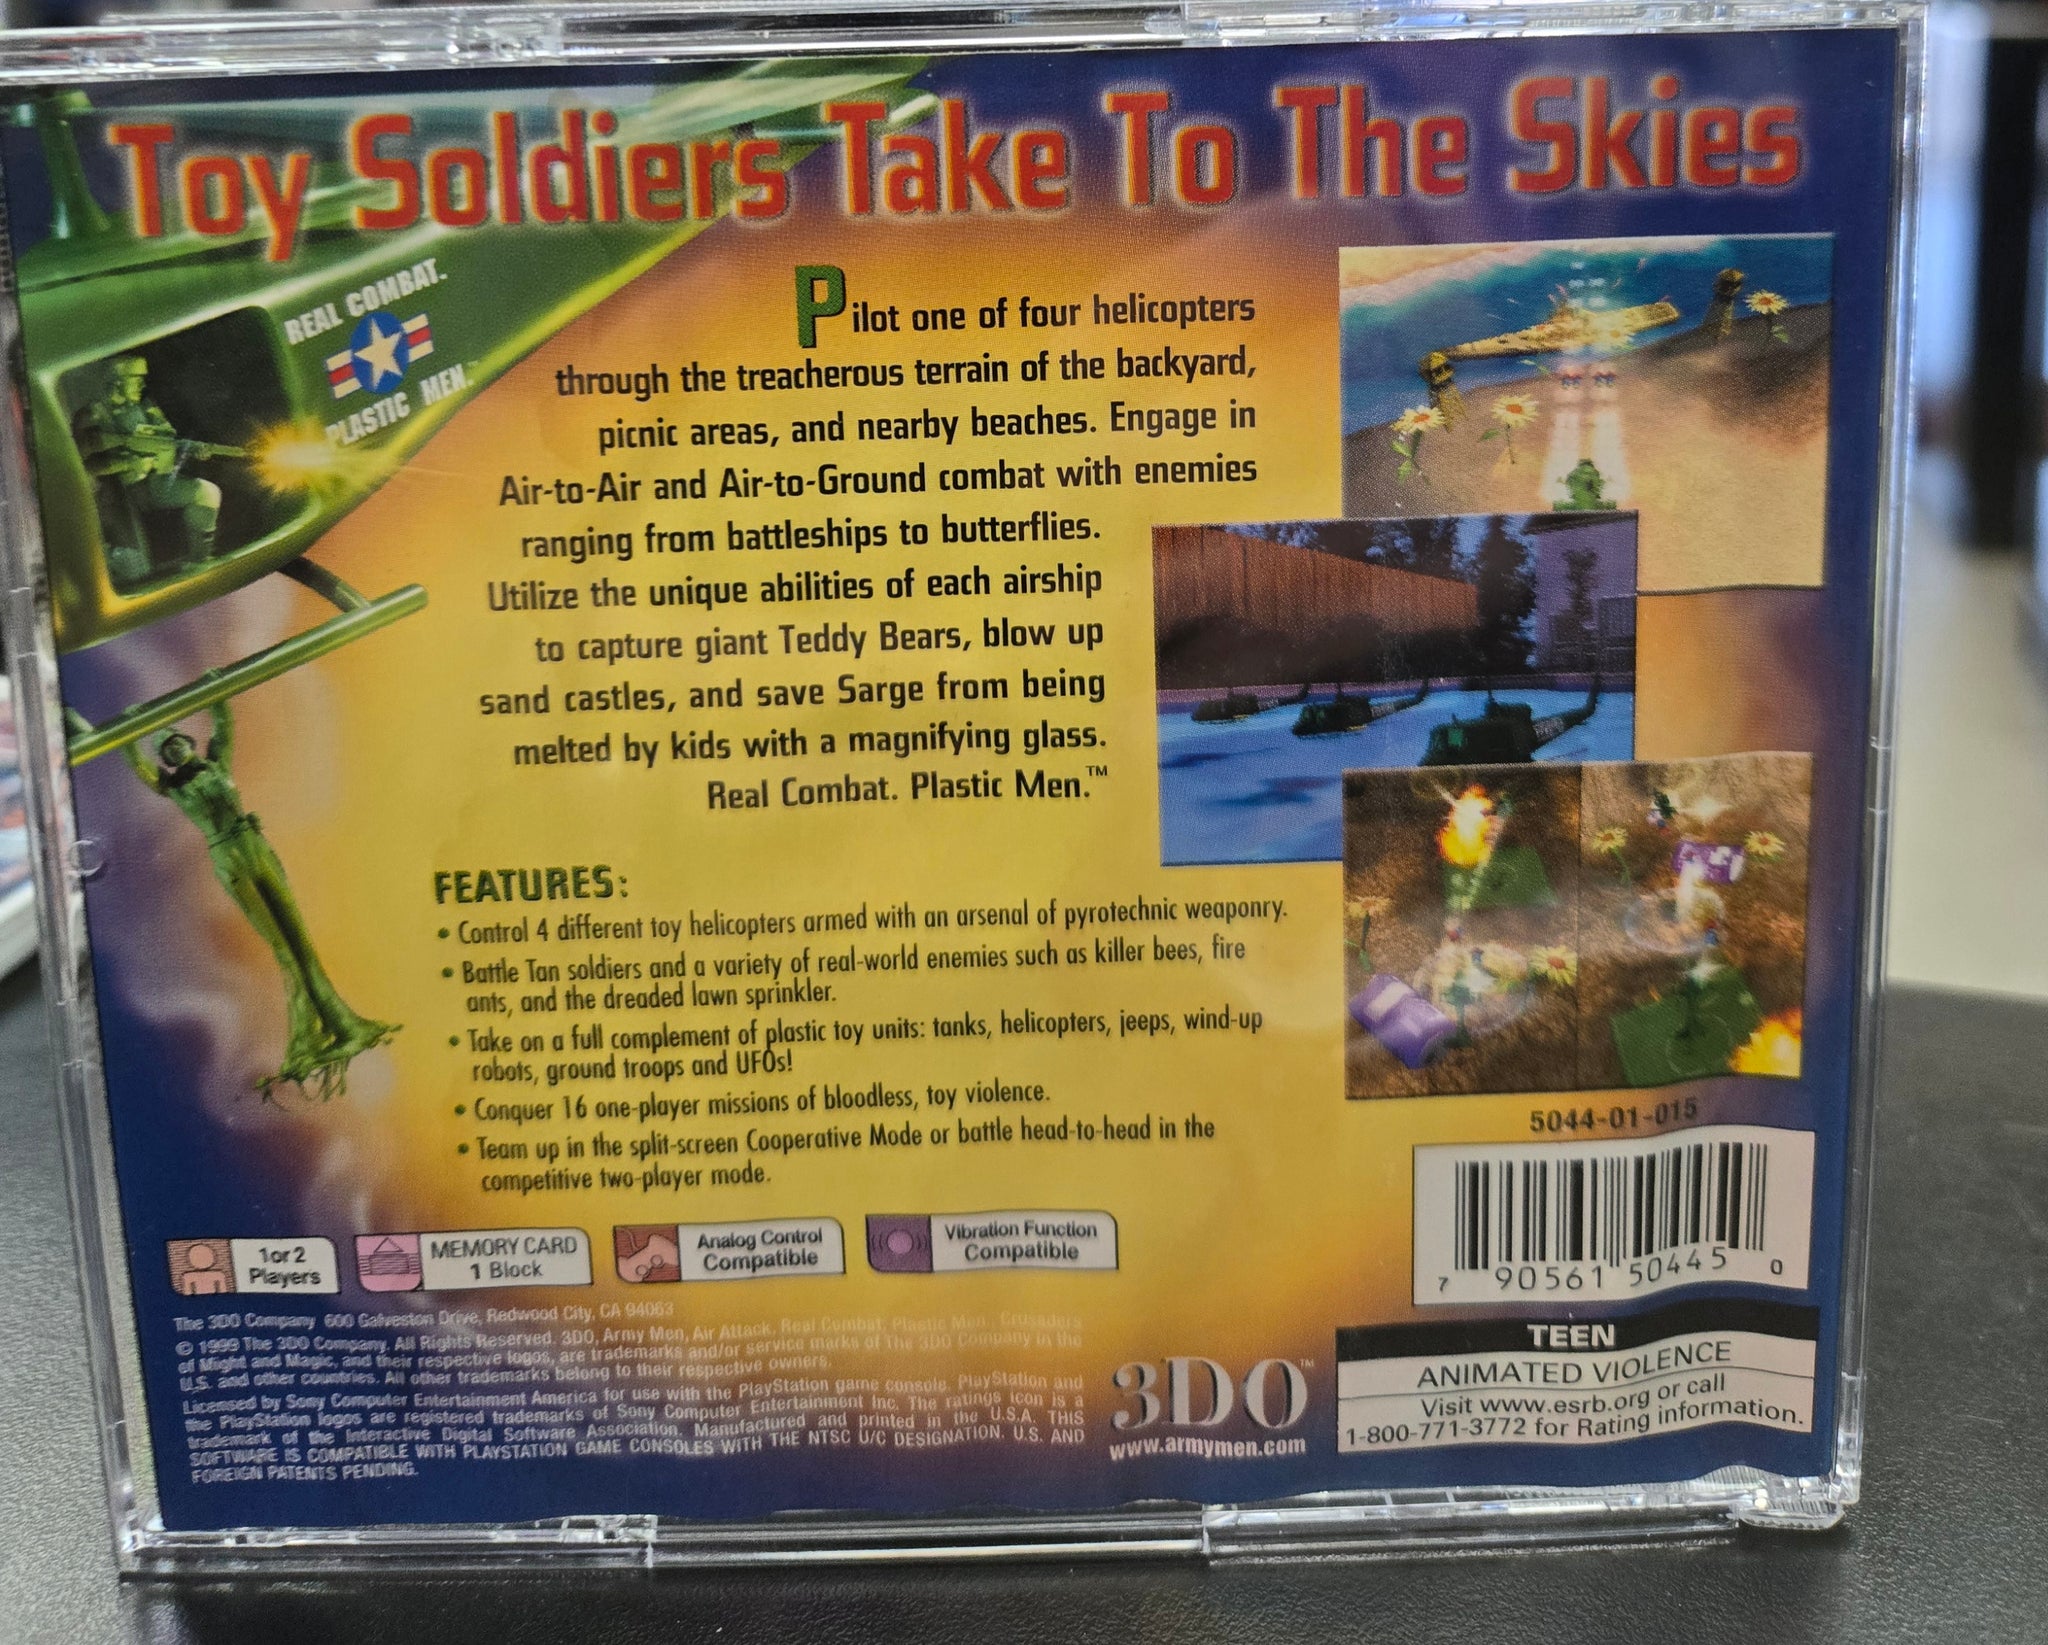 Toy Soldiers Take To The Skies
REAL COMBAT.
PLASTIC MEN.™
Pilot one of four helicopters
through the treacherous terrain of the backyard,
picnic areas, and nearby beaches. Engage in
Air-to-Air and Air-to-Ground combat with enemies
ranging from battleships to butterflies.
Utilize the unique abilities of each airship
to capture giant Teddy Bears, blow up
sand castles, and save Sarge from being
melted by kids with a magnifying glass.
Real Combat. Plastic Men.™
FEATURES:
• Control 4 different toy helicopters armed with an arsenal of pyrotechnic weaponry.
• Battle Tan soldiers and a variety of real-world enemies such as killer bees, fire
ants, and the dreaded lawn sprinkler.
• Take on a full complement of plastic toy units: tanks, helicopters, jeeps, wind-up
robots, ground troops and UFOs!
• Conquer 16 one-player missions of bloodless, toy violence.
• Team up in the split-screen Cooperative Mode or battle head-to-head in the
competitive two-player mode.
5044-01-015
7 90561 50445 0
1 or 2
Players
MEMORY CARD
1 Block
Analog Control
Compatible
Vibration Function
Compatible
The 3DO Company 600 Galveston Drive, Redwood City, CA 94063
© 1999 The 3DO Company. All Rights Reserved. 3DO, Army Men, Air Attack, Real Combat, Plastic Men, Crusaders
of Might and Magic, and their respective logos, are trademarks and/or service marks of The 3DO Company in the
U.S. and other countries. All other trademarks belong to their respective owners.
Licensed by Sony Computer Entertainment America for use with the PlayStation game console. PlayStation and
the PlayStation logos are registered trademarks of Sony Computer Entertainment Inc. The ratings icon is a
trademark of the Interactive Digital Software Association. Manufactured and printed in the U.S.A. THIS
SOFTWARE IS COMPATIBLE WITH PLAYSTATION GAME CONSOLES WITH THE NTSC U/C DESIGNATION. U.S. AND
FOREIGN PATENTS PENDING.
3DO™
www.armymen.com
TEEN
ANIMATED VIOLENCE
Visit www.esrb.org or call
1-800-771-3772 for Rating information.